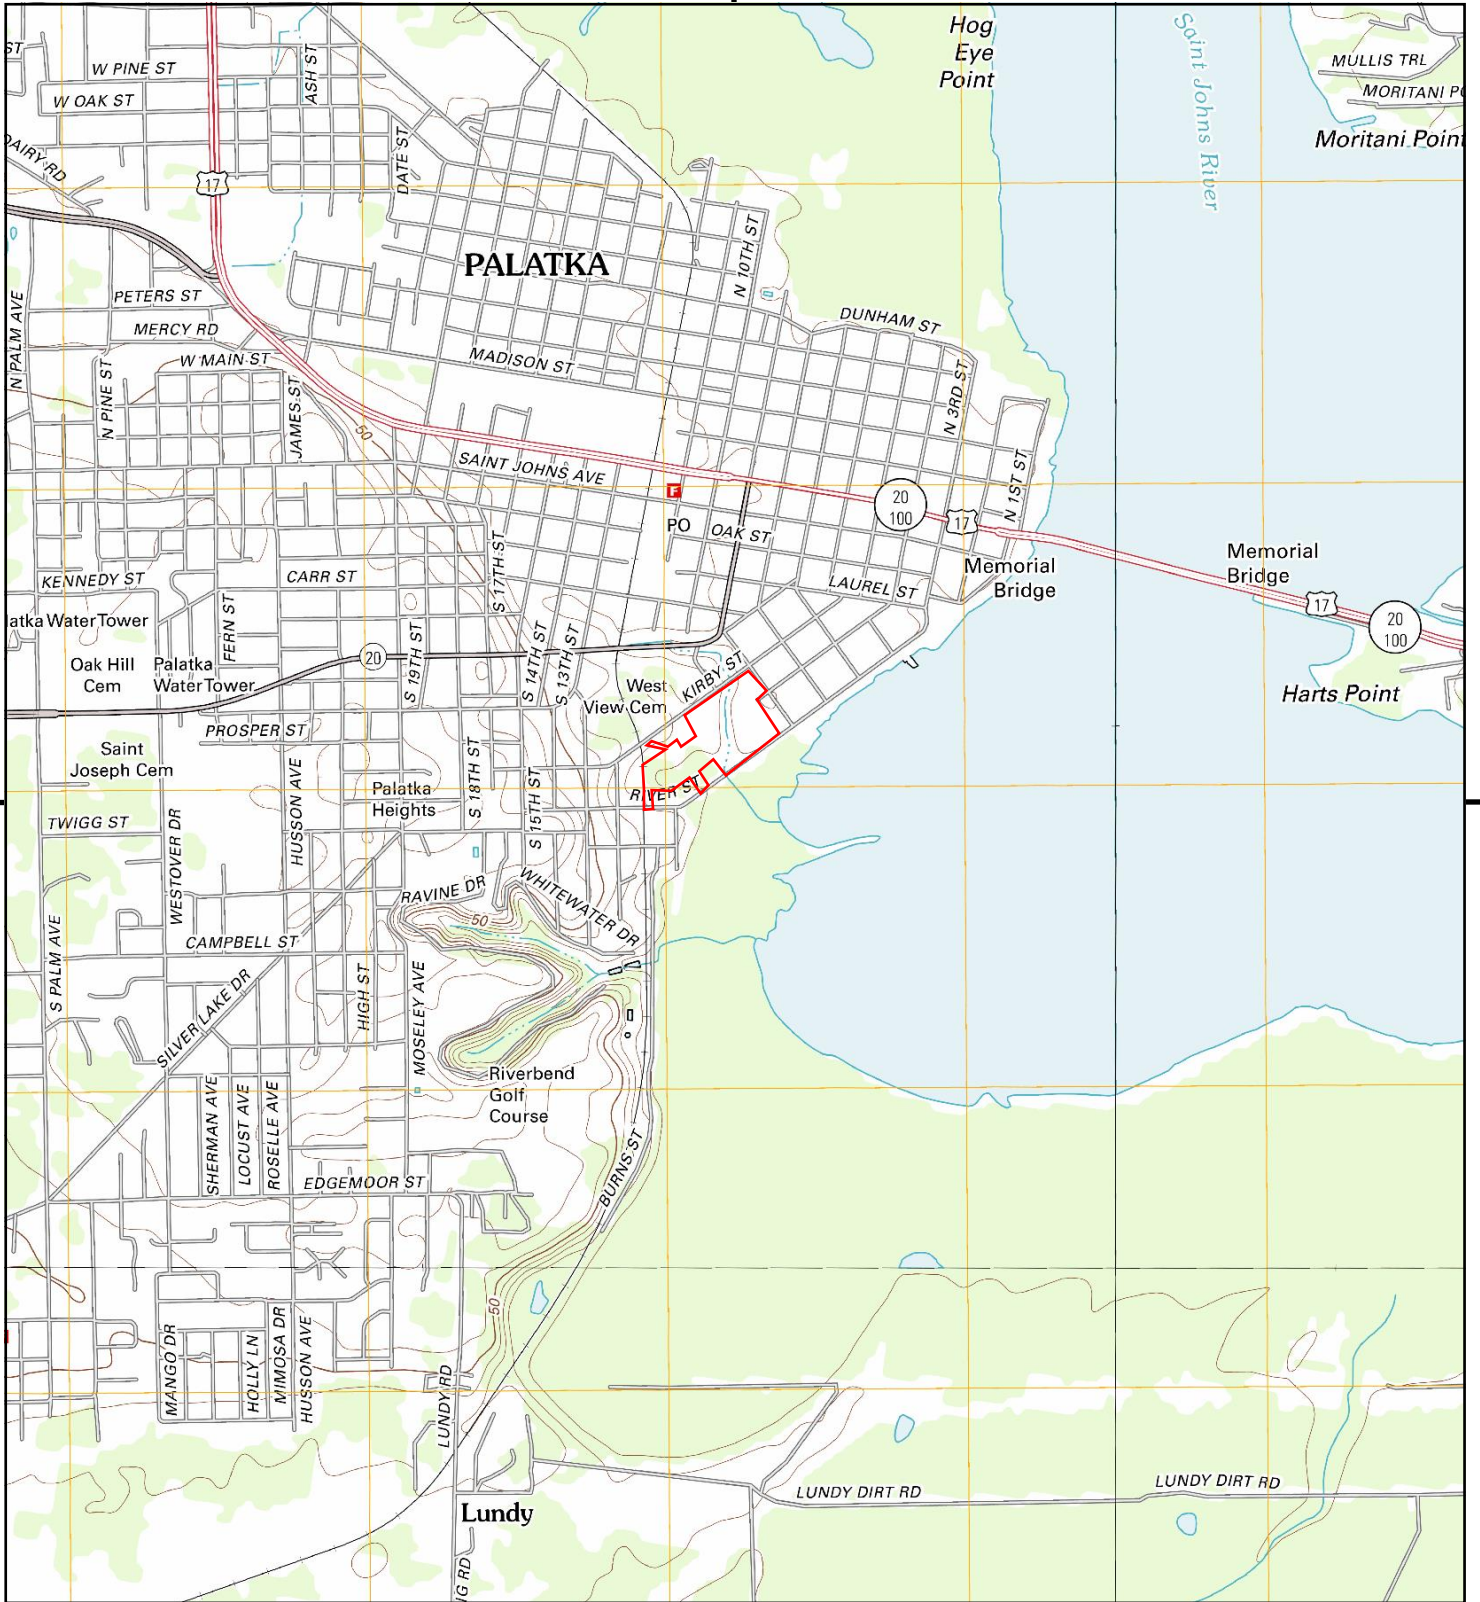 Hog
Eye
Point
Saint Johns River
MULLIS TRL
MORITANI
Moritani Point
ST
W PINE ST
ASH ST
W OAK ST
DAIRY RD
DATE ST
17
PALATKA
N 10TH ST
N PALM AVE
PETERS ST
MERCY RD
W MAIN ST
DUNHAM ST
MADISON ST
N PINE ST
JAMES ST
N 3RD ST
50
SAINT JOHNS AVE
F
20
100
17
N 1ST ST
PO
OAK ST
Memorial
Bridge
Memorial
Bridge
17
20
100
KENNEDY ST
CARR ST
S 17TH ST
LAUREL ST
latka Water Tower
FERN ST
Oak Hill
Cem
Palatka
Water Tower
20
S 19TH ST
S 14TH ST
S 13TH ST
West
View Cem
KIRBY ST
Harts Point
PROSPER ST
Saint
Joseph Cem
HUSSON AVE
S 18TH ST
Palatka
Heights
S 15TH ST
RIVER ST
TWIGG ST
WESTOVER DR
RAVINE DR
WHITEWATER DR
50
S PALM AVE
CAMPBELL ST
SILVER LAKE DR
HIGH ST
MOSELEY AVE
Riverbend
Golf
Course
SHERMAN AVE
LOCUST AVE
ROSELLE AVE
BURNS ST
EDGEMOOR ST
50
MANGO DR
HOLLY LN
MIMOSA DR
HUSSON AVE
LUNDY RD
LUNDY DIRT RD
LUNDY DIRT RD
Lundy
IG RD